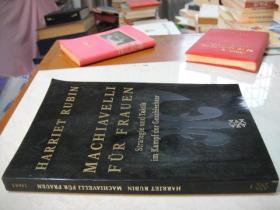 HARRIET RUBIN
MACHIAVELLI
FÜR FRAUEN
Strategie und Taktik
im Kampf der Geschlechter
HARRIET RUBIN MACHIAVELLI FÜR FRAUEN